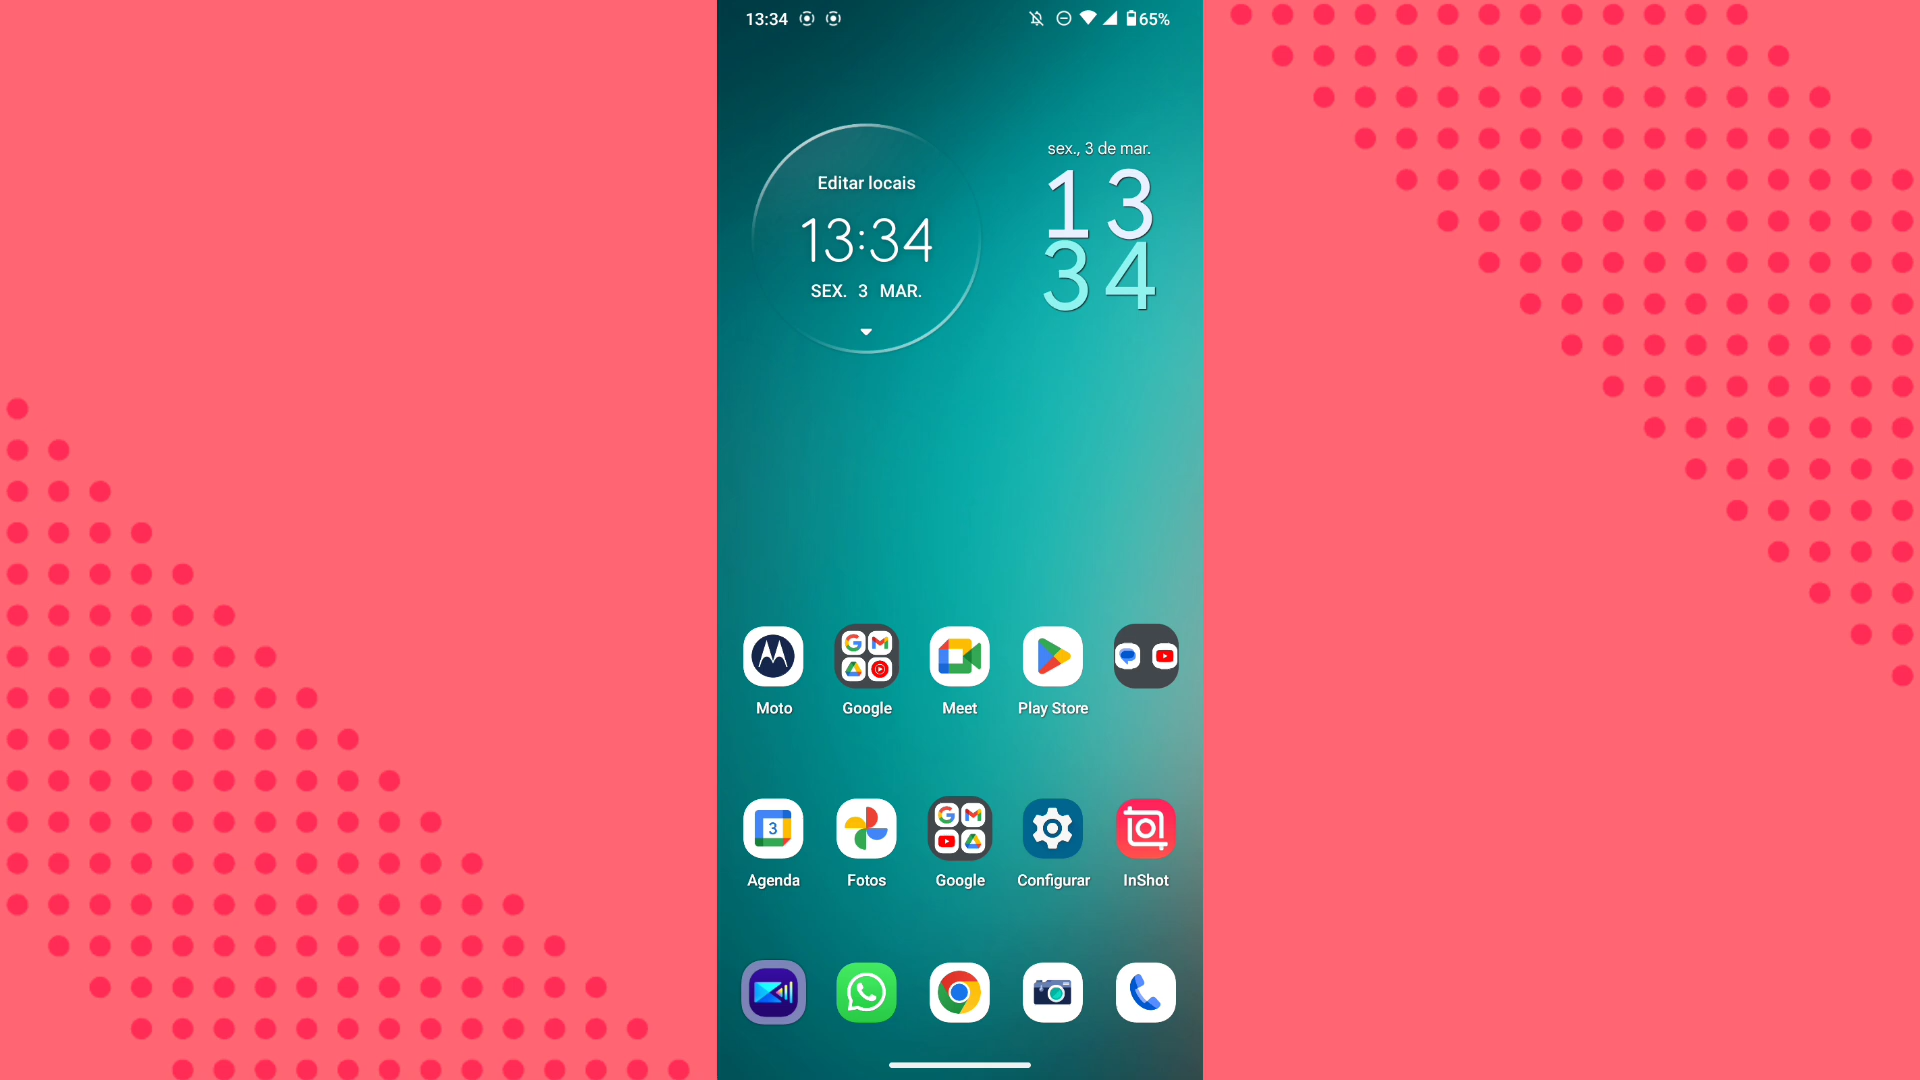 13:34
65%
Editar locais
13:34
SEX. 3 MAR.
sex., 3 de mar.
13
34
Moto
Google
Meet
Play Store
3
Agenda
Fotos
Google
Configurar
InShot